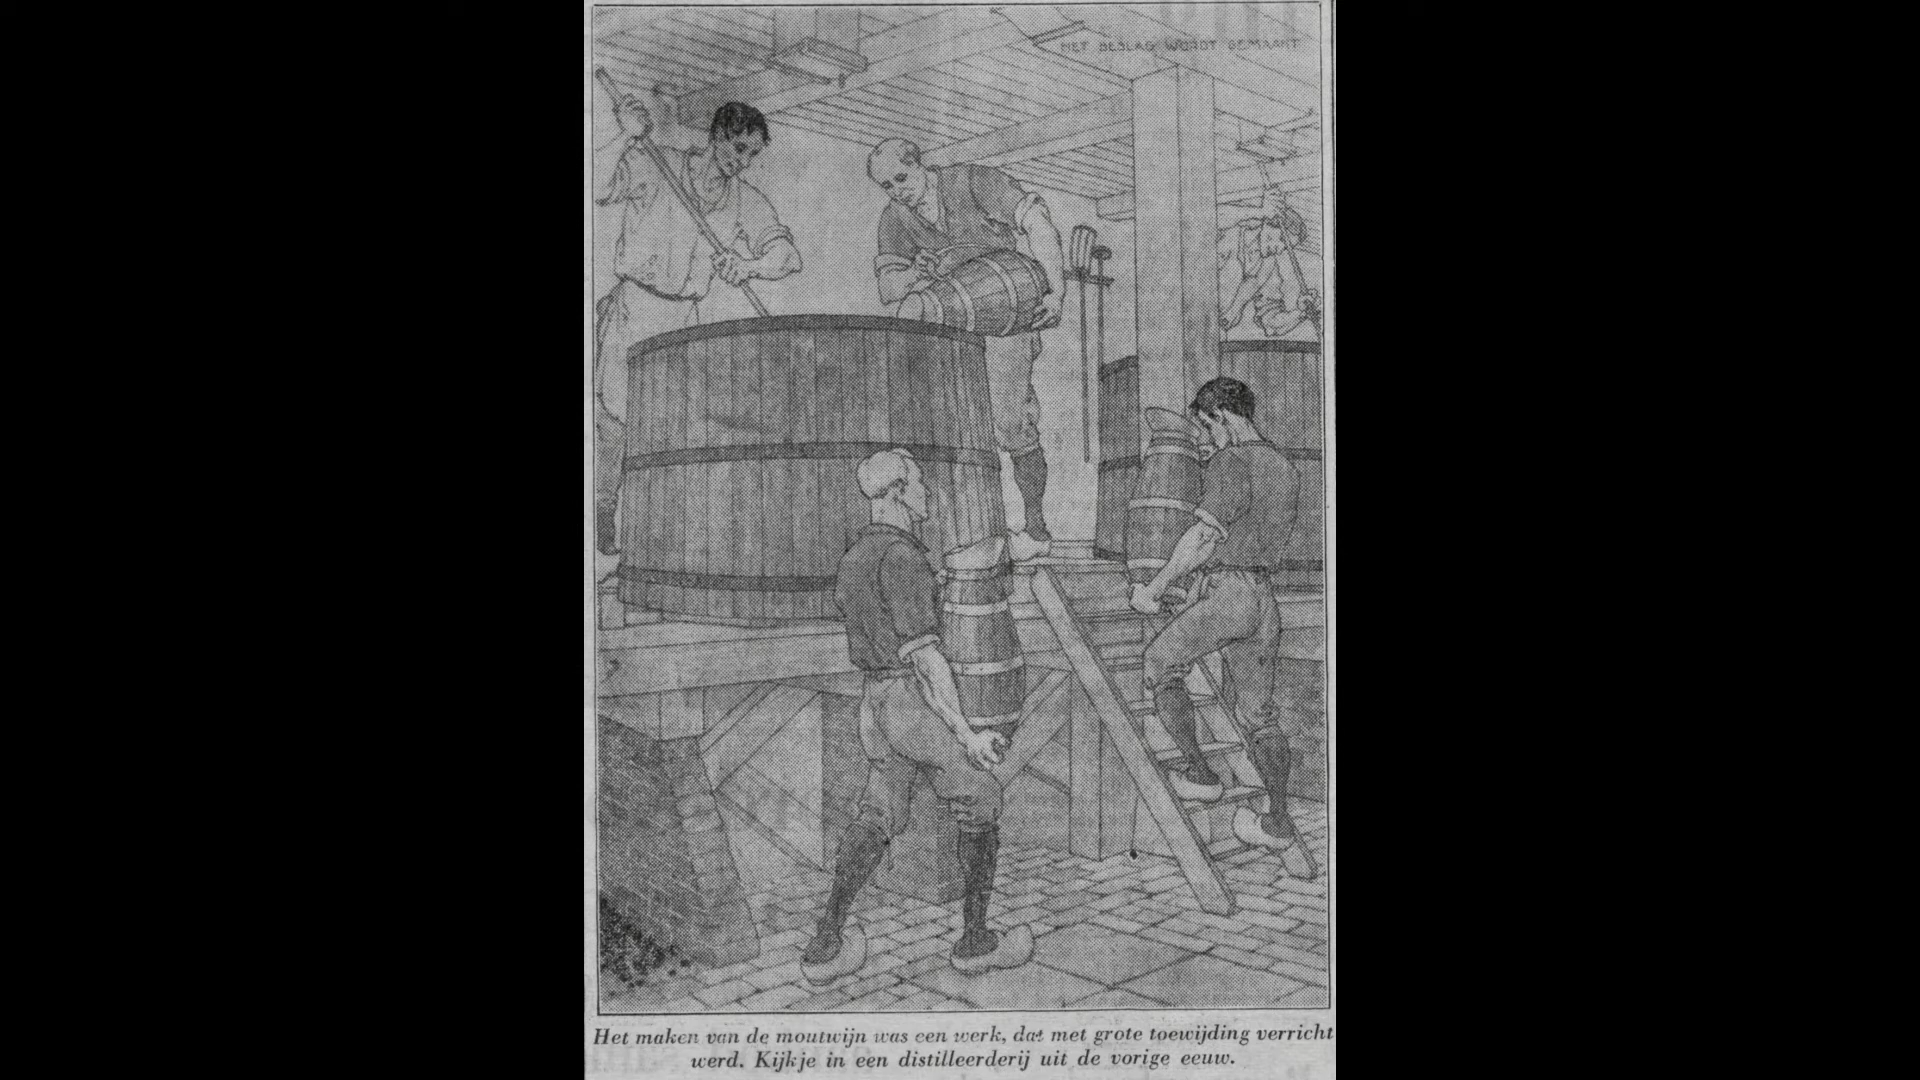 HET BESLAG WORDT GEMAAKT
Het maken van de moutwijn was een werk, dat met grote toewijding verricht
werd. Kijkje in een distilleerderij uit de vorige eeuw.